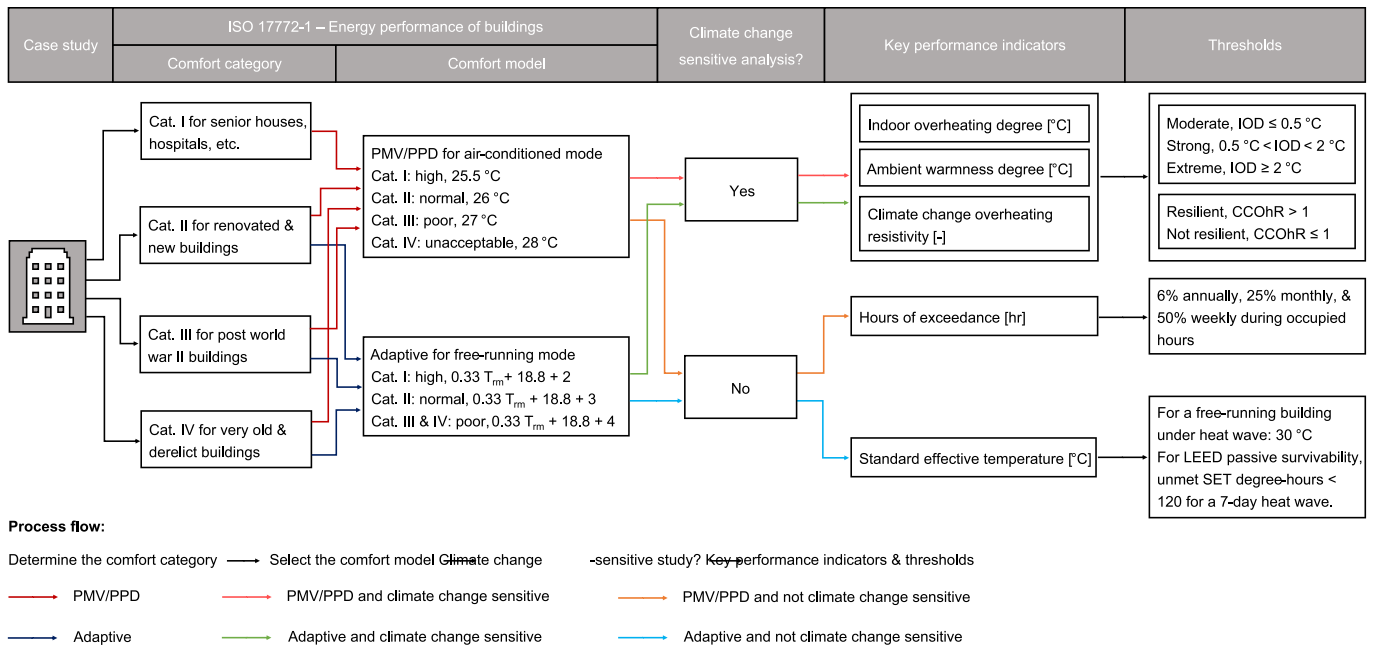 Case study
ISO 17772-1 – Energy performance of buildings
Comfort category
Comfort model
Climate change
sensitive analysis?
Key performance indicators
Thresholds
Cat. I for senior houses,
hospitals, etc.
Cat. II for renovated &
new buildings
Cat. III for post world
war II buildings
Cat. IV for very old &
derelict buildings
PMV/PPD for air-conditioned mode
Cat. I: high, 25.5 °C
Cat. II: normal, 26 °C
Cat. III: poor, 27 °C
Cat. IV: unacceptable, 28 °C
Adaptive for free-running mode
Cat. I: high, 0.33 Trm + 18.8 + 2
Cat. II: normal, 0.33 Trm + 18.8 + 3
Cat. III & IV: poor, 0.33 Trm + 18.8 + 4
Yes
No
Indoor overheating degree [°C]
Ambient warmness degree [°C]
Climate change overheating
resistivity [-]
Hours of exceedance [hr]
Standard effective temperature [°C]
Moderate, IOD ≤ 0.5 °C
Strong, 0.5 °C < IOD < 2 °C
Extreme, IOD ≥ 2 °C
Resilient, CCOhR > 1
Not resilient, CCOhR ≤ 1
6% annually, 25% monthly, &
50% weekly during occupied
hours
For a free-running building
under heat wave: 30 °C
For LEED passive survivability,
unmet SET degree-hours <
120 for a 7-day heat wave.
Process flow:
Determine the comfort category Select the comfort model Climate change -sensitive study? Key performance indicators & thresholds
PMV/PPD PMV/PPD and climate change sensitive PMV/PPD and not climate change sensitive
Adaptive Adaptive and climate change sensitive Adaptive and not climate change sensitive